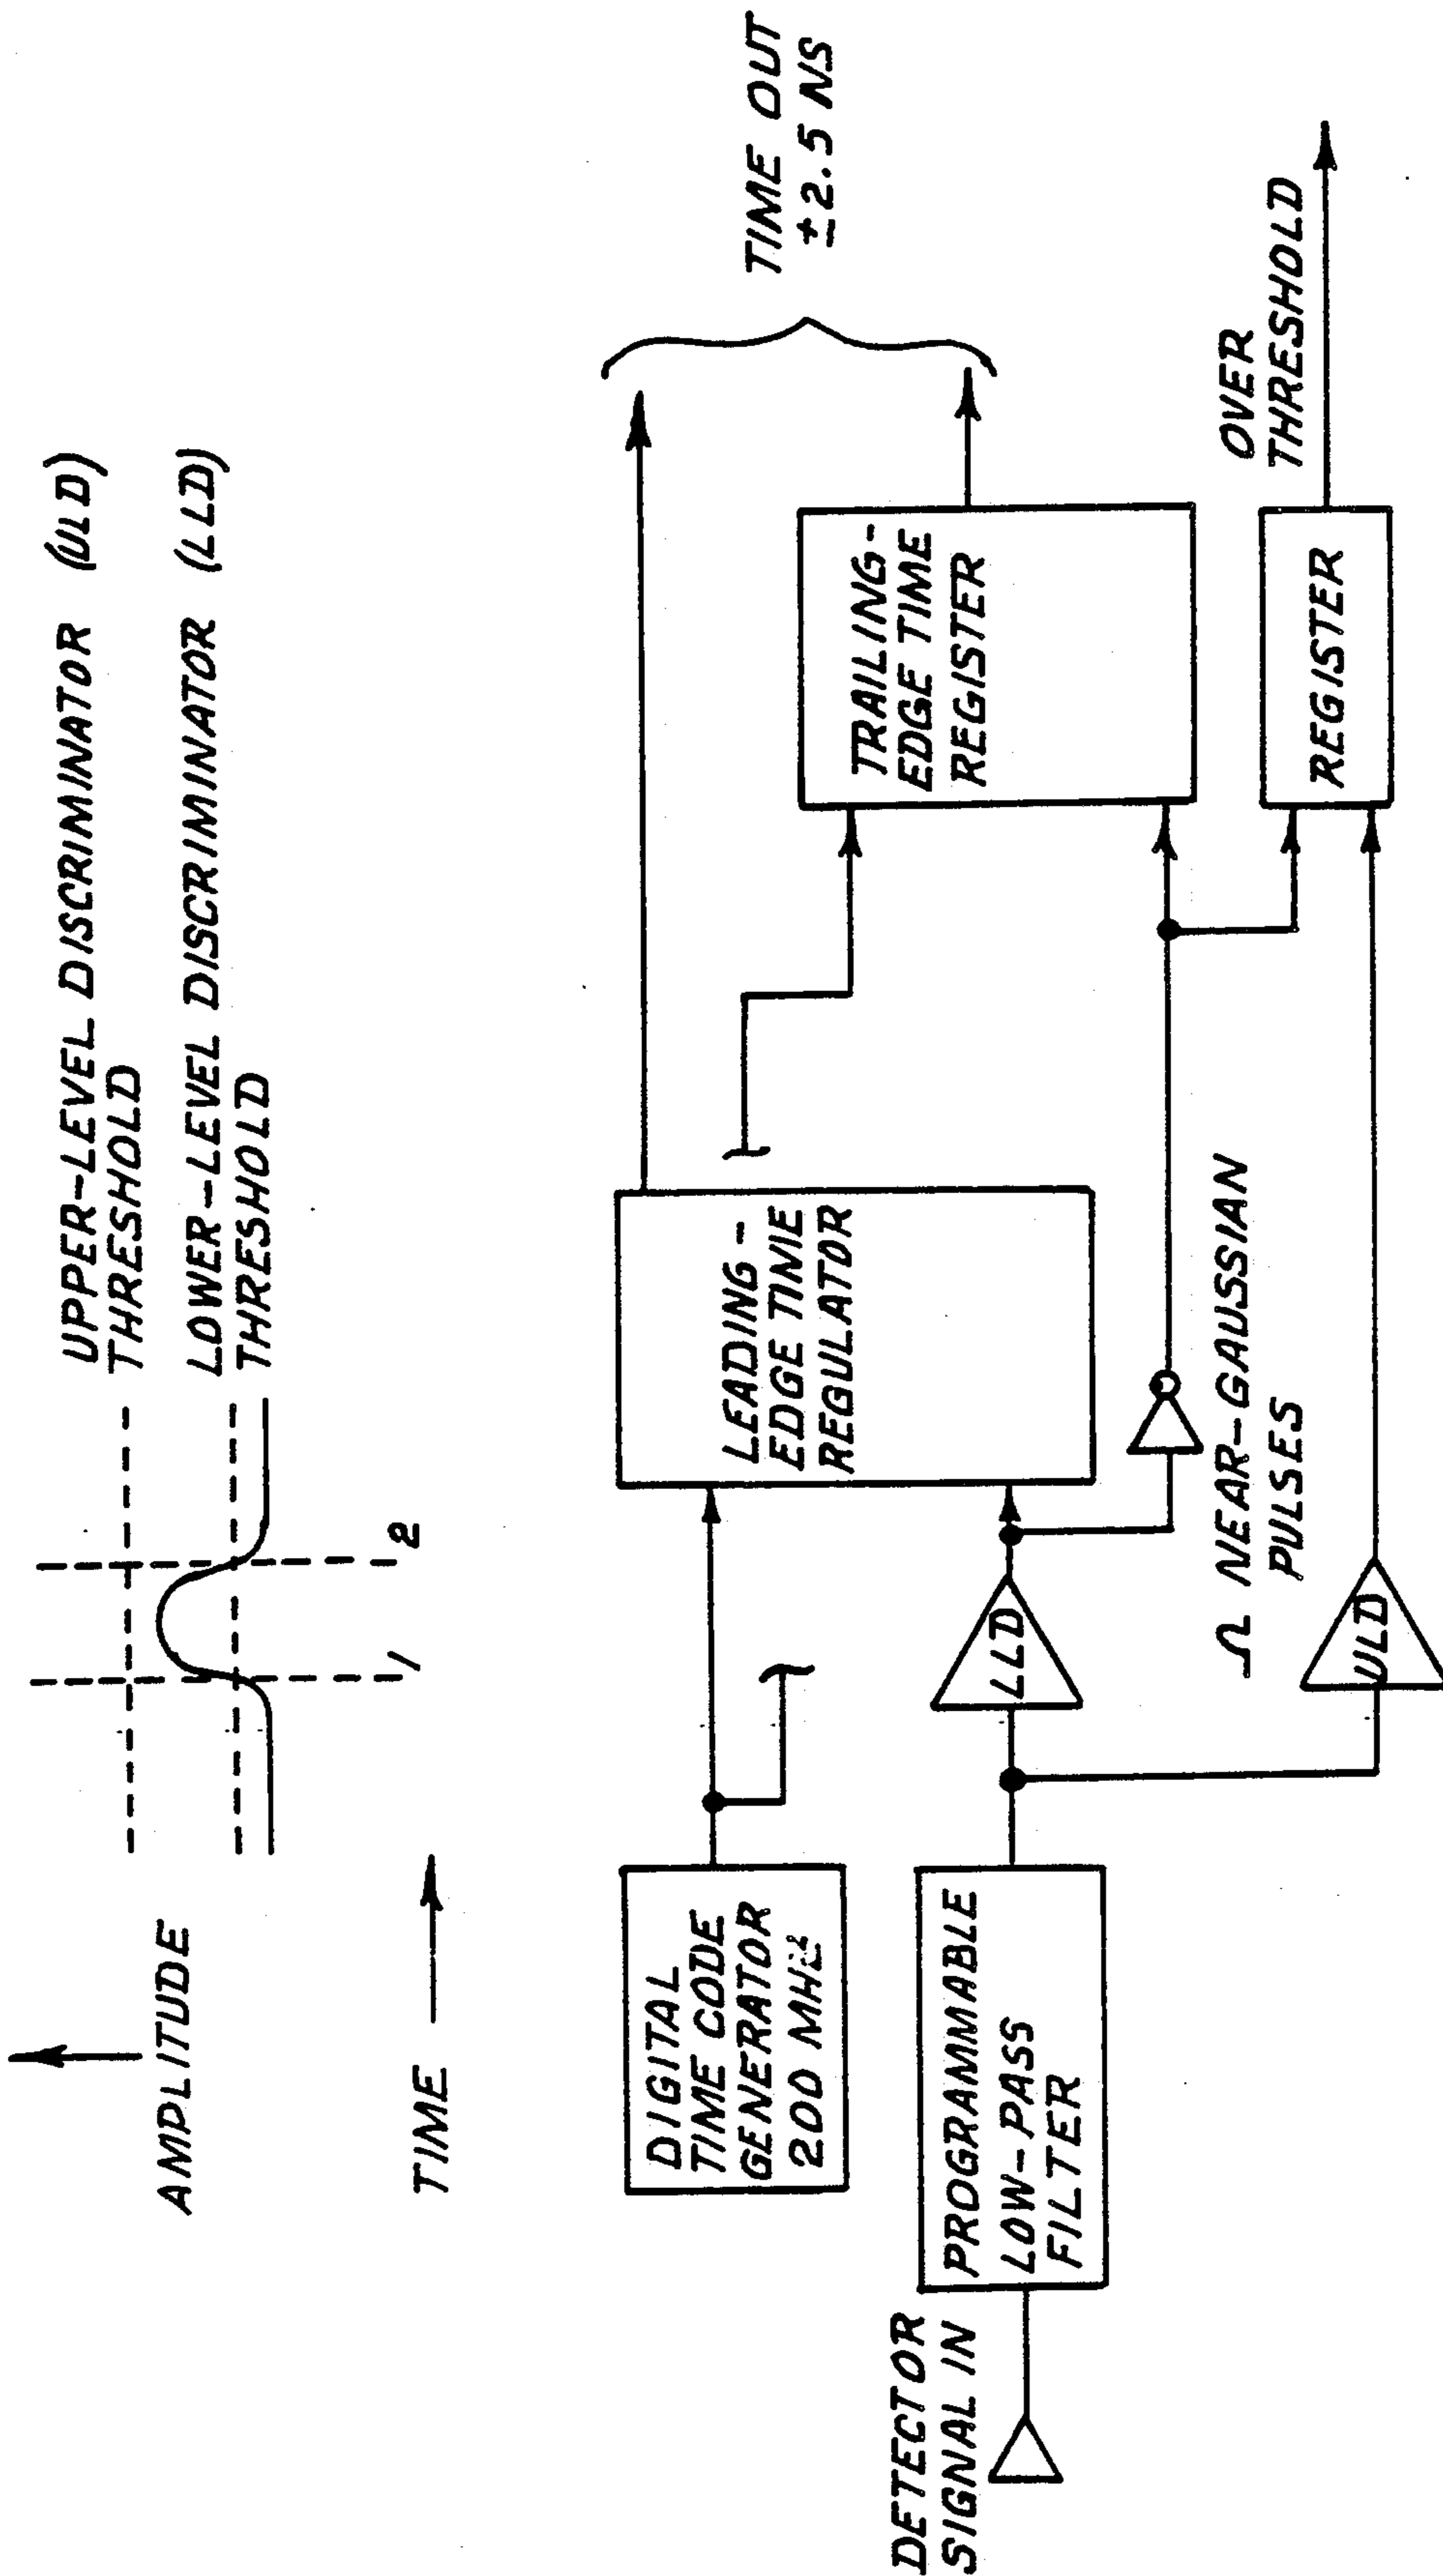 UPPER-LEVEL DISCRIMINATOR (ULD)
THRESHOLD
LOWER-LEVEL DISCRIMINATOR (LLD)
THRESHOLD
AMPLITUDE
TIME
1
2
DIGITAL
TIME CODE
GENERATOR
200 MHZ
LEADING-
EDGE TIME
REGULATOR
TRAILING-
EDGE TIME
REGISTER
TIME OUT
±2.5 NS
DETECTOR
SIGNAL IN
PROGRAMMABLE
LOW-PASS
FILTER
LLD
NEAR-GAUSSIAN
PULSES
ULD
REGISTER
OVER
THRESHOLD